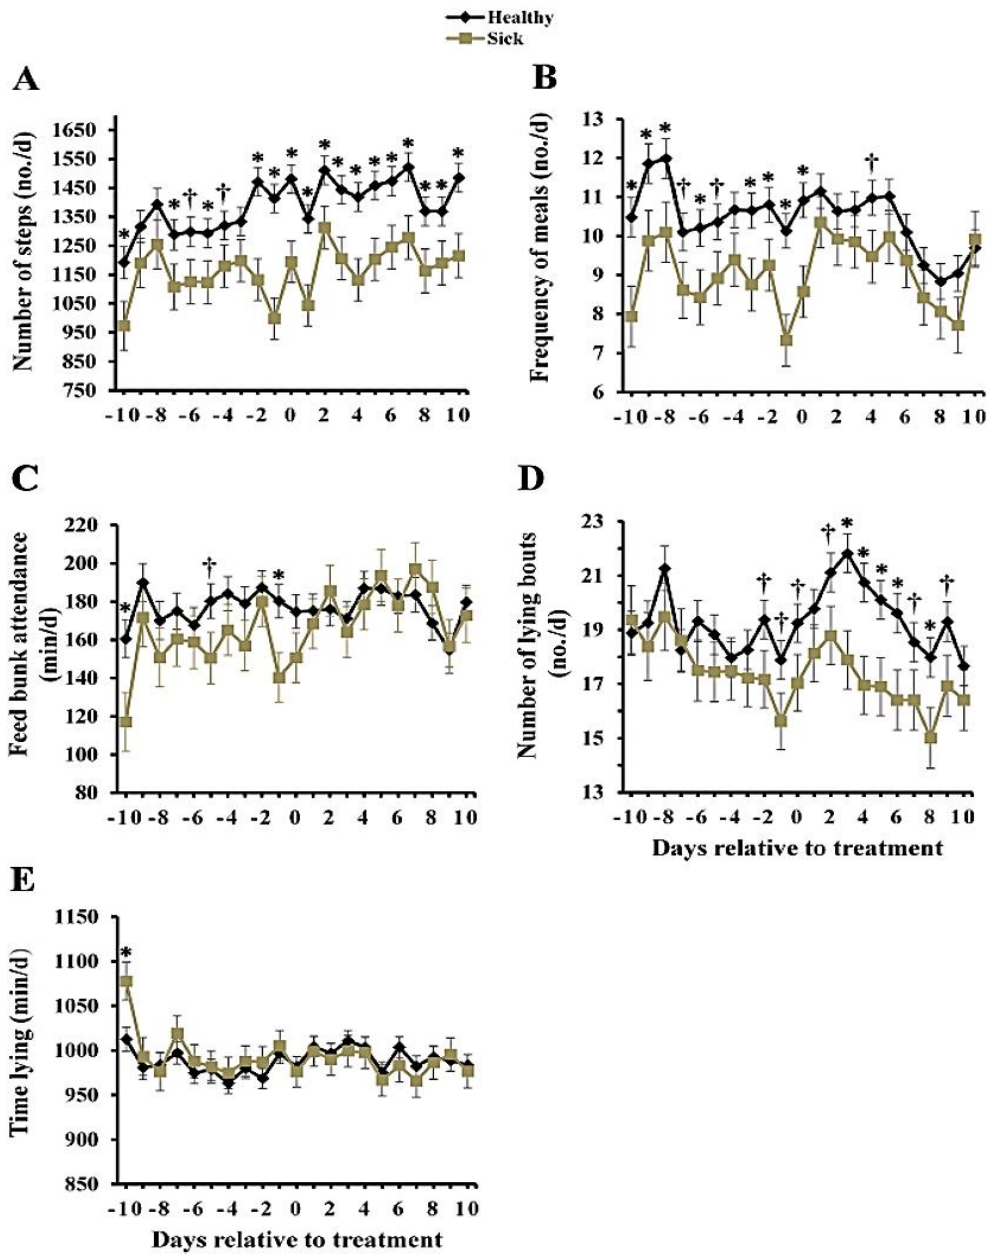 Healthy
Sick
A
Number of steps (no./d)
1650
1550
1450
1350
1250
1150
1050
950
850
750
* * † * † * * * * * * * * * * * * *
-10 -8 -6 -4 -2 0 2 4 6 8 10
B
Frequency of meals (no./d)
13
12
11
10
9
8
7
6
* * * † * † * * * * †
-10 -8 -6 -4 -2 0 2 4 6 8 10
C
Feed bunk attendance
(min/d)
220
200
180
160
140
120
100
80
* † *
-10 -8 -6 -4 -2 0 2 4 6 8 10
D
Number of lying bouts
(no./d)
23
21
19
17
15
13
† † † † * * * * † * †
-10 -8 -6 -4 -2 0 2 4 6 8 10
Days relative to treatment
E
Time lying (min/d)
1150
1100
1050
1000
950
900
850
*
-10 -8 -6 -4 -2 0 2 4 6 8 10
Days relative to treatment